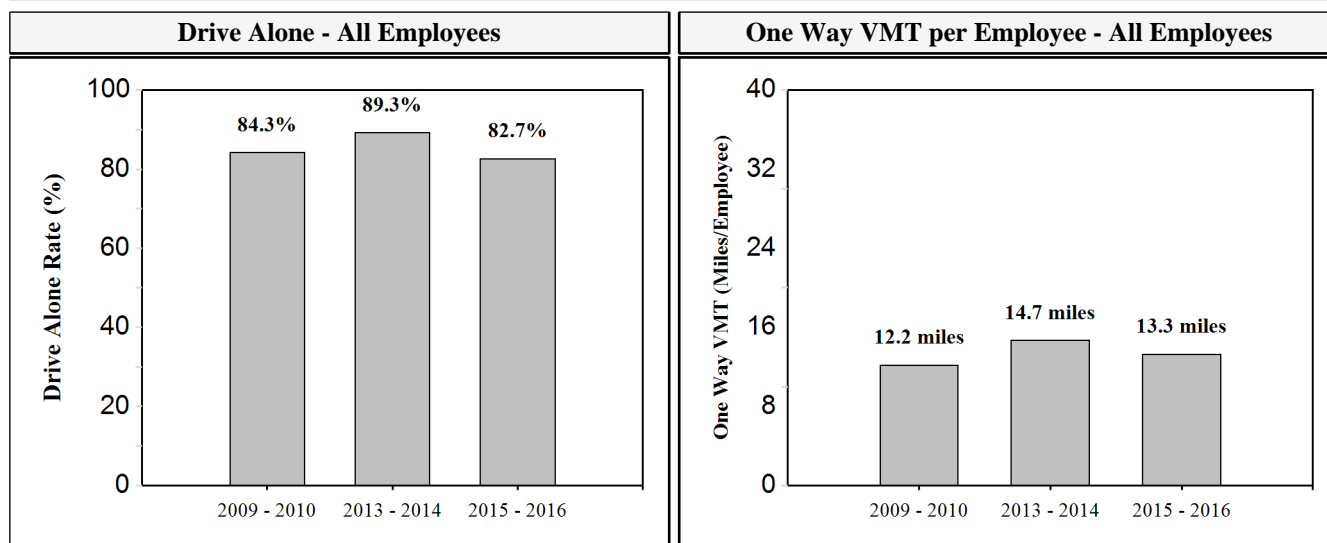 Drive Alone - All Employees
Drive Alone Rate (%)
100
80
60
40
20
0
84.3%
89.3%
82.7%
2009 - 2010
2013 - 2014
2015 - 2016
One Way VMT per Employee - All Employees
One Way VMT (Miles/Employee)
40
32
24
16
8
0
12.2 miles
14.7 miles
13.3 miles
2009 - 2010
2013 - 2014
2015 - 2016